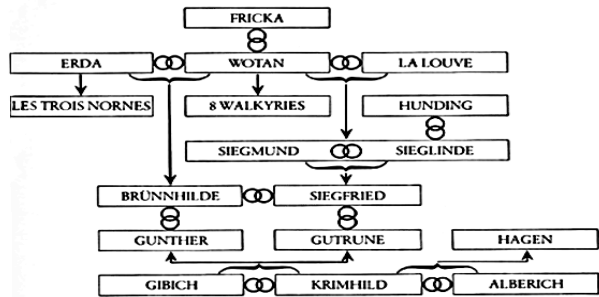 FRICKA
ERDA WOTAN LA LOUVE
LES TROIS NORNES 8 WALKYRIES HUNDING
SIEGMUND SIEGLINDE
BRÜNNHILDE SIEGFRIED
GUNTHER GUTRUNE HAGEN
GIBICH KRIMHILD ALBERICH